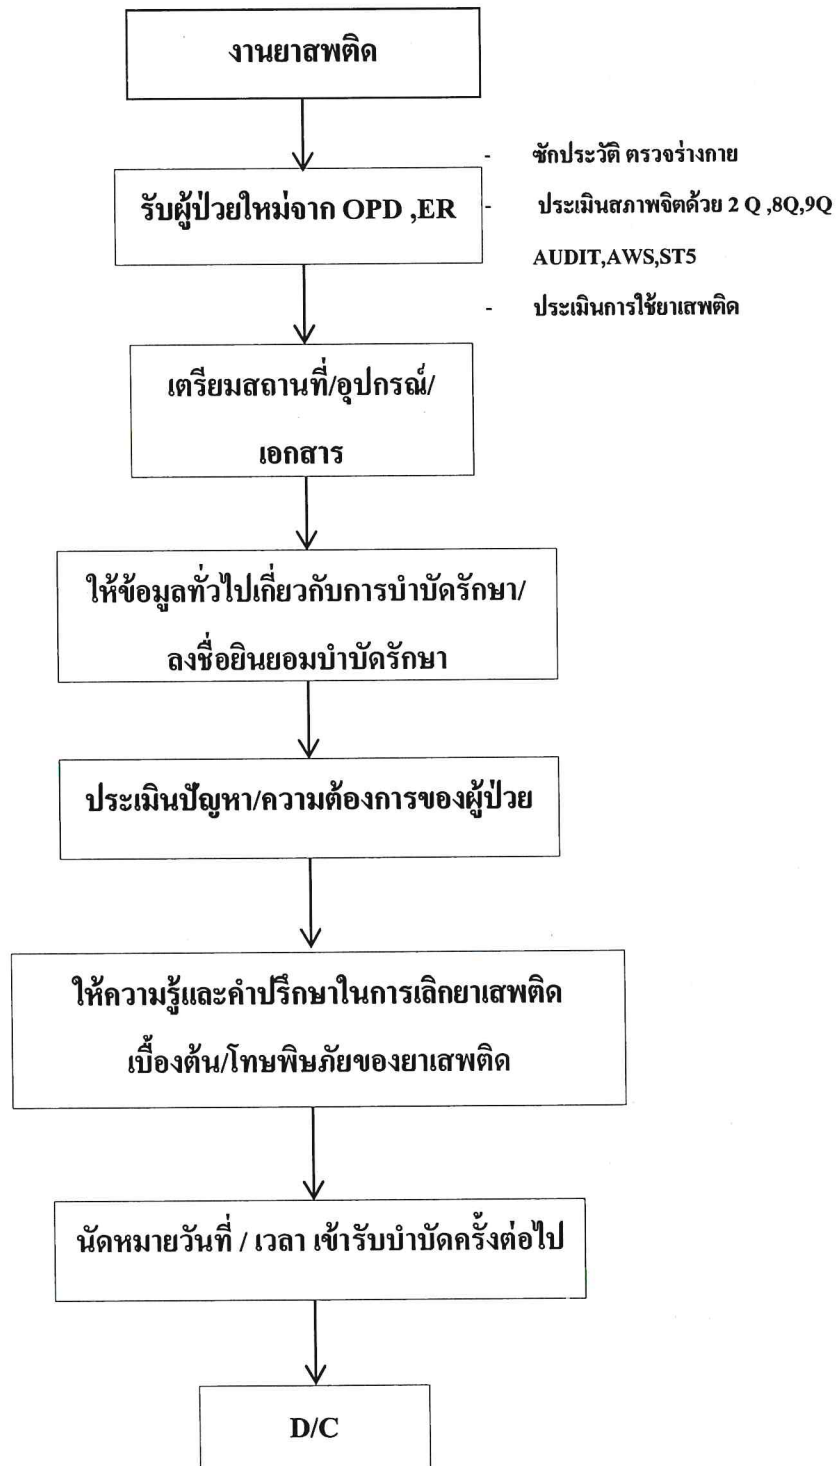 งานยาสพติด
รับผู้ป่วยใหม่จาก OPD ,ER
- ซักประวัติ ตรวจร่างกาย
- ประเมินสภาพจิตด้วย 2 Q ,8Q,9Q
AUDIT,AWS,ST5
- ประเมินการใช้ยาเสพติด
เตรียมสถานที่/อุปกรณ์/
เอกสาร
ให้ข้อมูลทั่วไปเกี่ยวกับการบำบัดรักษา/
ลงชื่อยินยอมบำบัดรักษา
ประเมินปัญหา/ความต้องการของผู้ป่วย
ให้ความรู้และคำปรึกษาในการเลิกยาเสพติด
เบื้องต้น/โทษพิษภัยของยาเสพติด
นัดหมายวันที่ / เวลา เข้ารับบำบัดครั้งต่อไป
D/C